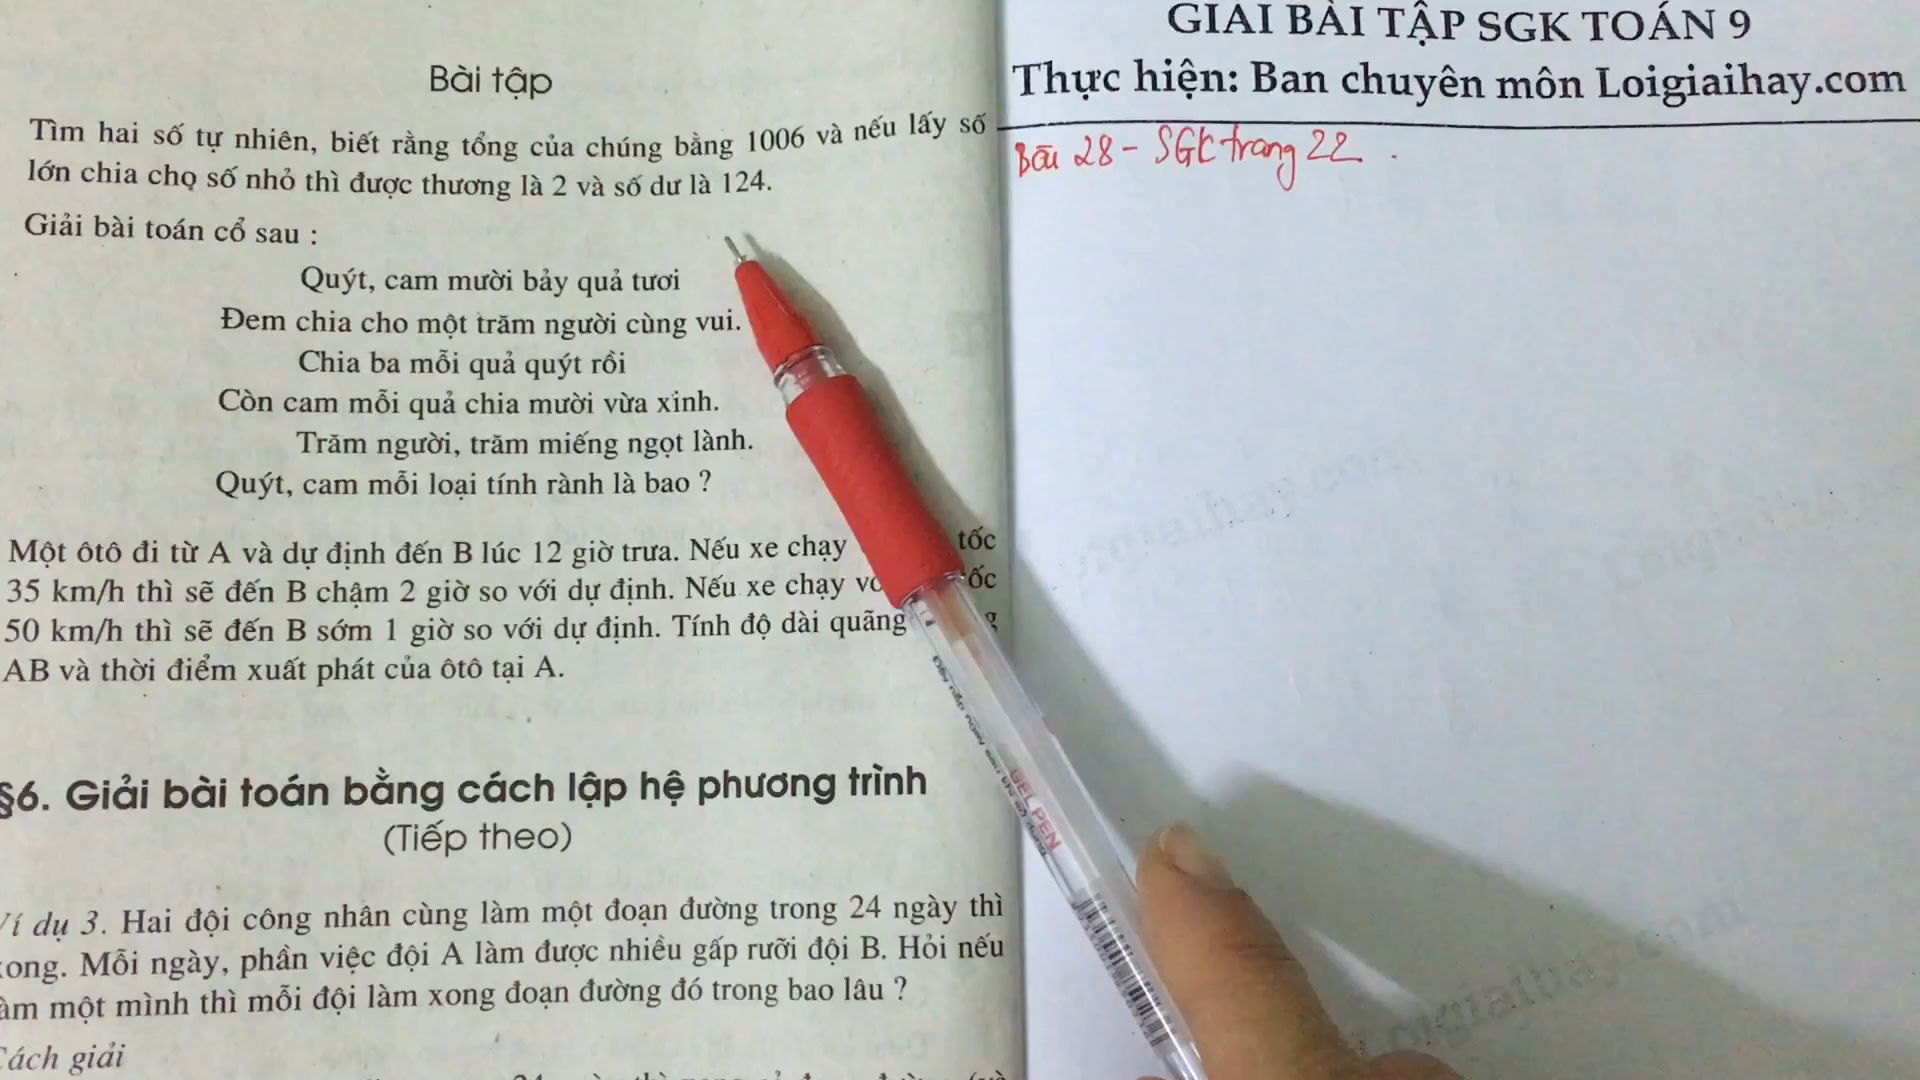 Bài tập
Tìm hai số tự nhiên, biết rằng tổng của chúng bằng 1006 và nếu lấy số
lớn chia cho số nhỏ thì được thương là 2 và số dư là 124.
Giải bài toán cổ sau :
Quýt, cam mười bảy quả tươi
Đem chia cho một trăm người cùng vui.
Chia ba mỗi quả quýt rồi
Còn cam mỗi quả chia mười vừa xinh.
Trăm người, trăm miếng ngọt lành.
Quýt, cam mỗi loại tính rành là bao ?
Một ôtô đi từ A và dự định đến B lúc 12 giờ trưa. Nếu xe chạy tốc
35 km/h thì sẽ đến B chậm 2 giờ so với dự định. Nếu xe chạy
50 km/h thì sẽ đến B sớm 1 giờ so với dự định. Tính độ dài quãng
AB và thời điểm xuất phát của ôtô tại A.
§6. Giải bài toán bằng cách lập hệ phương trình
(Tiếp theo)
Ví dụ 3. Hai đội công nhân cùng làm một đoạn đường trong 24 ngày thì
xong. Mỗi ngày, phần việc đội A làm được nhiều gấp rưỡi đội B. Hỏi nếu
làm một mình thì mỗi đội làm xong đoạn đường đó trong bao lâu ?
Cách giải
GIẢI BÀI TẬP SGK TOÁN 9
Thực hiện: Ban chuyên môn Loigiaihay.com
Bài 28 - SGK trang 22 .
GELPEN